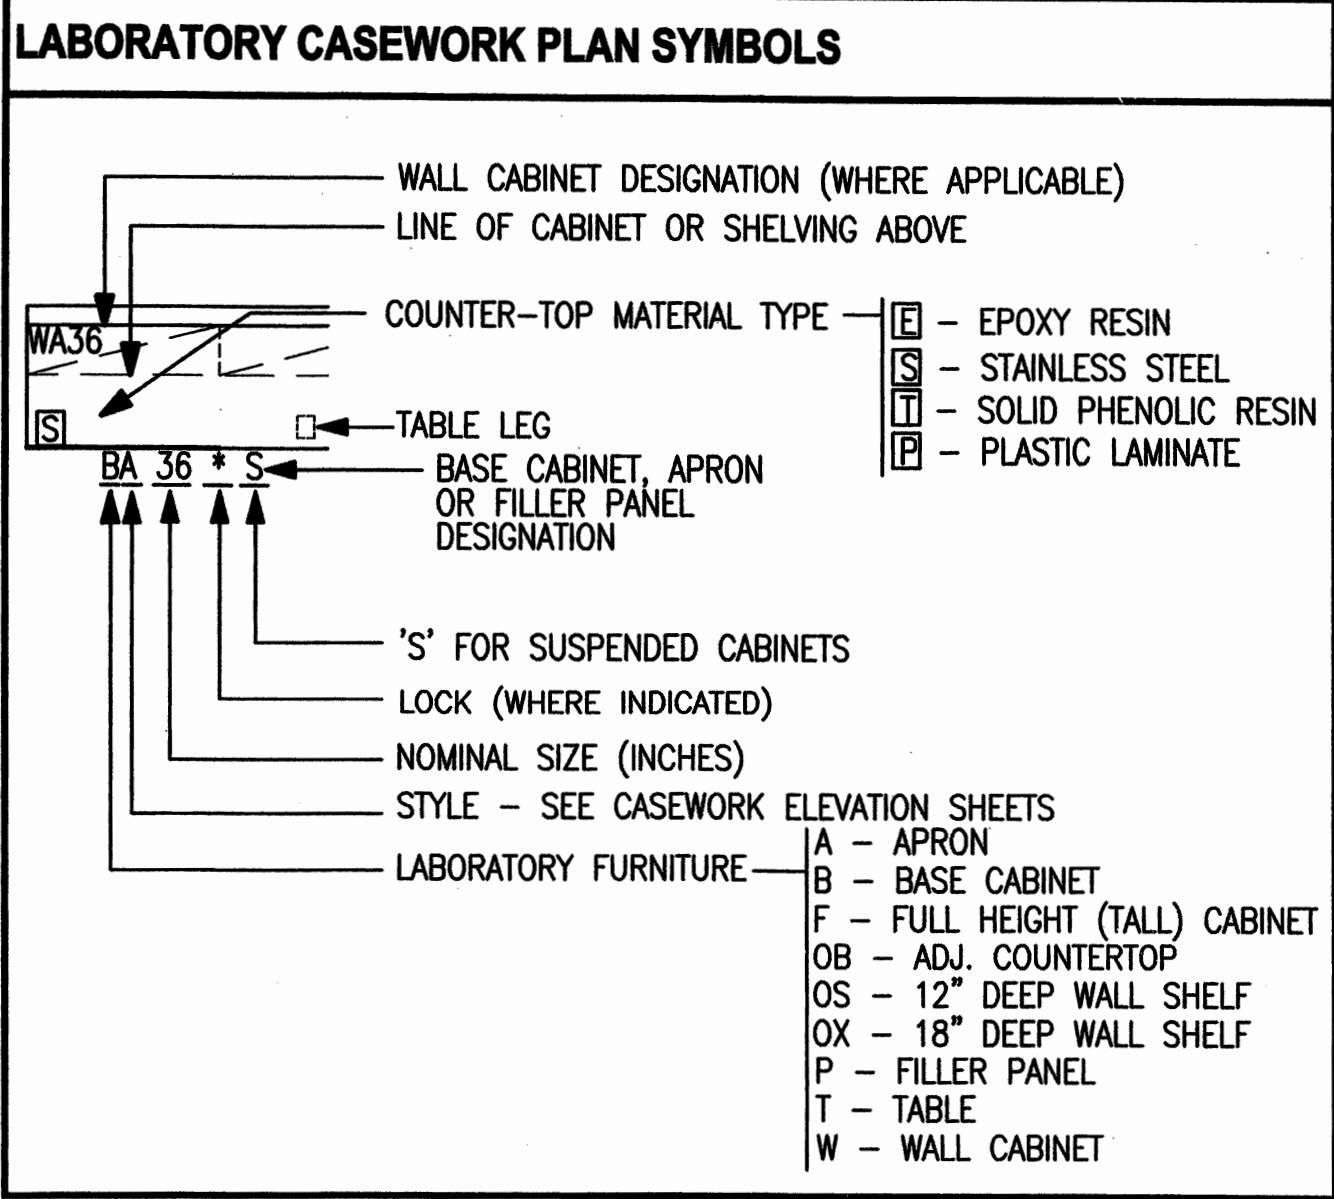 LABORATORY CASEWORK PLAN SYMBOLS
WALL CABINET DESIGNATION (WHERE APPLICABLE)
LINE OF CABINET OR SHELVING ABOVE
COUNTER-TOP MATERIAL TYPE
E - EPOXY RESIN
S - STAINLESS STEEL
T - SOLID PHENOLIC RESIN
P - PLASTIC LAMINATE
WA36
S
TABLE LEG
BA 36 * S
BASE CABINET, APRON
OR FILLER PANEL
DESIGNATION
'S' FOR SUSPENDED CABINETS
LOCK (WHERE INDICATED)
NOMINAL SIZE (INCHES)
STYLE - SEE CASEWORK ELEVATION SHEETS
LABORATORY FURNITURE
A - APRON
B - BASE CABINET
F - FULL HEIGHT (TALL) CABINET
OB - ADJ. COUNTERTOP
OS - 12" DEEP WALL SHELF
OX - 18" DEEP WALL SHELF
P - FILLER PANEL
T - TABLE
W - WALL CABINET